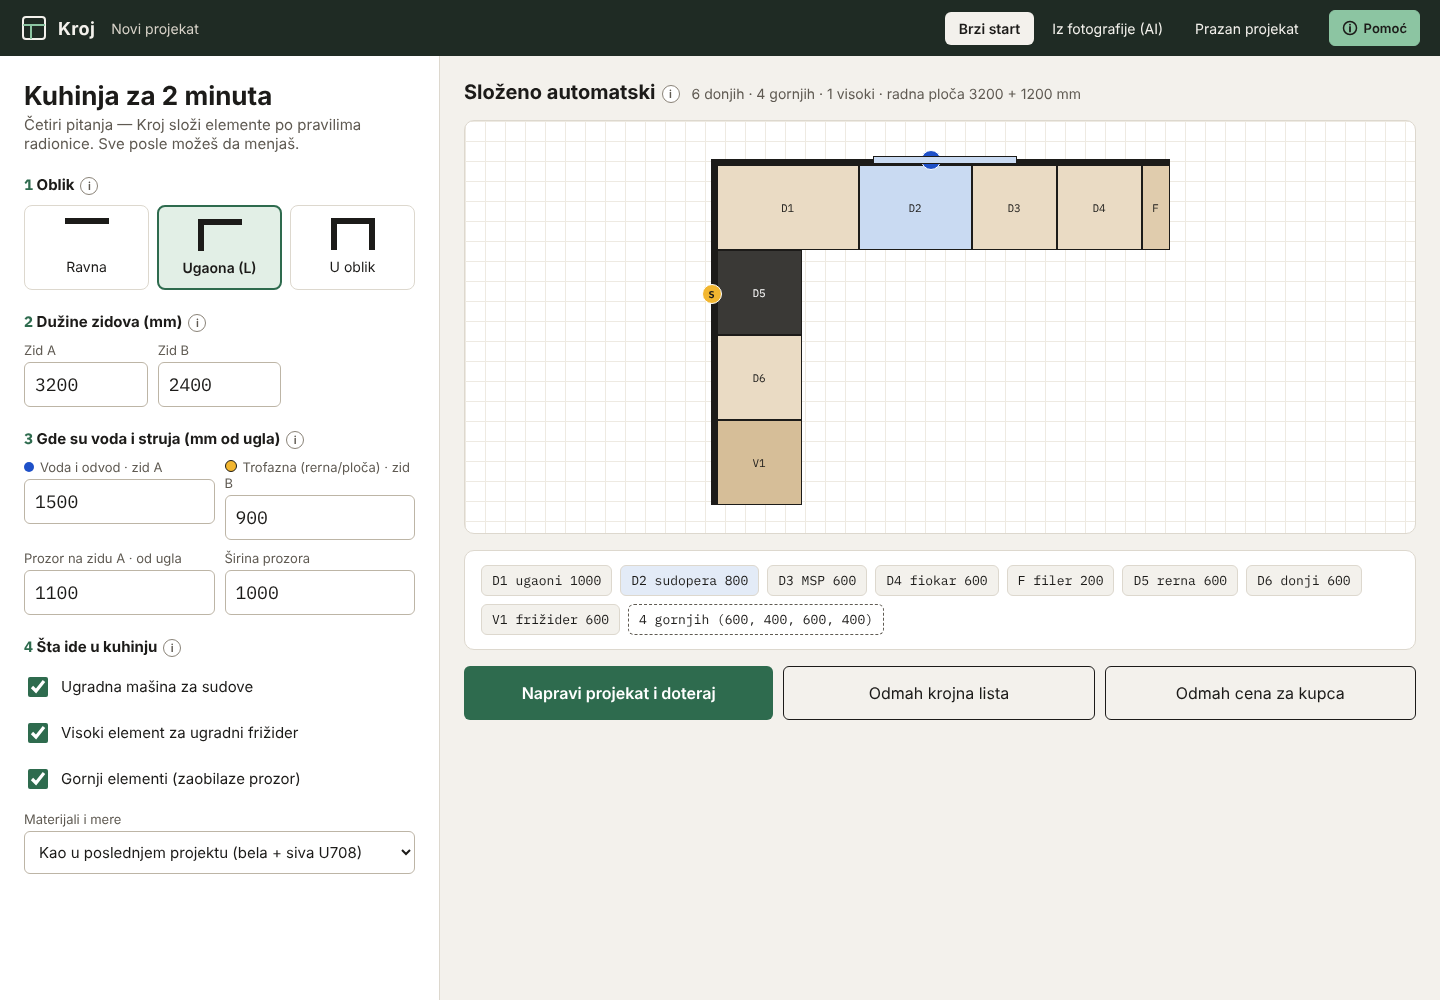 Kroj
Novi projekat
Brzi start
Iz fotografije (AI)
Prazan projekat
Pomoć
Kuhinja za 2 minuta
Četiri pitanja — Kroj složi elemente po pravilima
radionice. Sve posle možeš da menjaš.
1 Oblik
Ravna
Ugaona (L)
U oblik
2 Dužine zidova (mm)
Zid A
Zid B
3200
2400
3 Gde su voda i struja (mm od ugla)
Voda i odvod · zid A
Trofazna (rerna/ploča) · zid
B
1500
900
Prozor na zidu A · od ugla
Širina prozora
1100
1000
4 Šta ide u kuhinju
Ugradna mašina za sudove
Visoki element za ugradni frižider
Gornji elementi (zaobilaze prozor)
Materijali i mere
Kao u poslednjem projektu (bela + siva U708)
Složeno automatski
6 donjih · 4 gornjih · 1 visoki · radna ploča 3200 + 1200 mm
D1
D2
D3
D4
F
S
D5
D6
V1
D1 ugaoni 1000
D2 sudopera 800
D3 MSP 600
D4 fiokar 600
F filer 200
D5 rerna 600
D6 donji 600
V1 frižider 600
4 gornjih (600, 400, 600, 400)
Napravi projekat i doteraj
Odmah krojna lista
Odmah cena za kupca